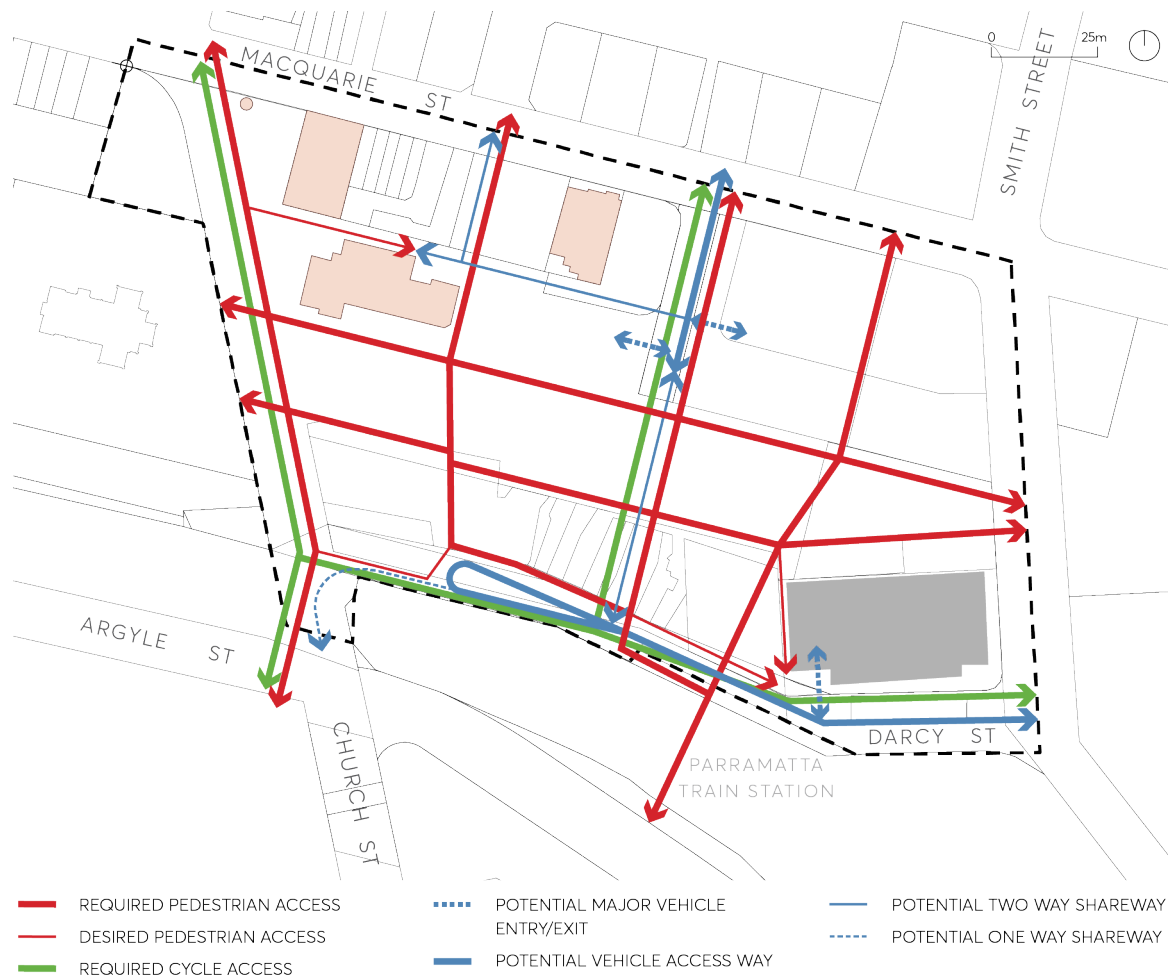 0 25m
MACQUARIE ST
SMITH STREET
ARGYLE ST
CHURCH ST
DARCY ST
PARRAMATTA
TRAIN STATION
REQUIRED PEDESTRIAN ACCESS
DESIRED PEDESTRIAN ACCESS
REQUIRED CYCLE ACCESS
POTENTIAL MAJOR VEHICLE
ENTRY/EXIT
POTENTIAL VEHICLE ACCESS WAY
POTENTIAL TWO WAY SHAREWAY
POTENTIAL ONE WAY SHAREWAY